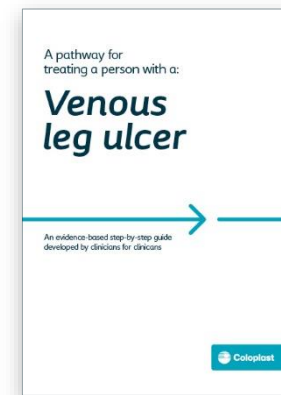 A pathway for
treating a person with a:
Venous
leg ulcer
An evidence-based step-by-step guide
developed by clinicians for clinicans
Coloplast